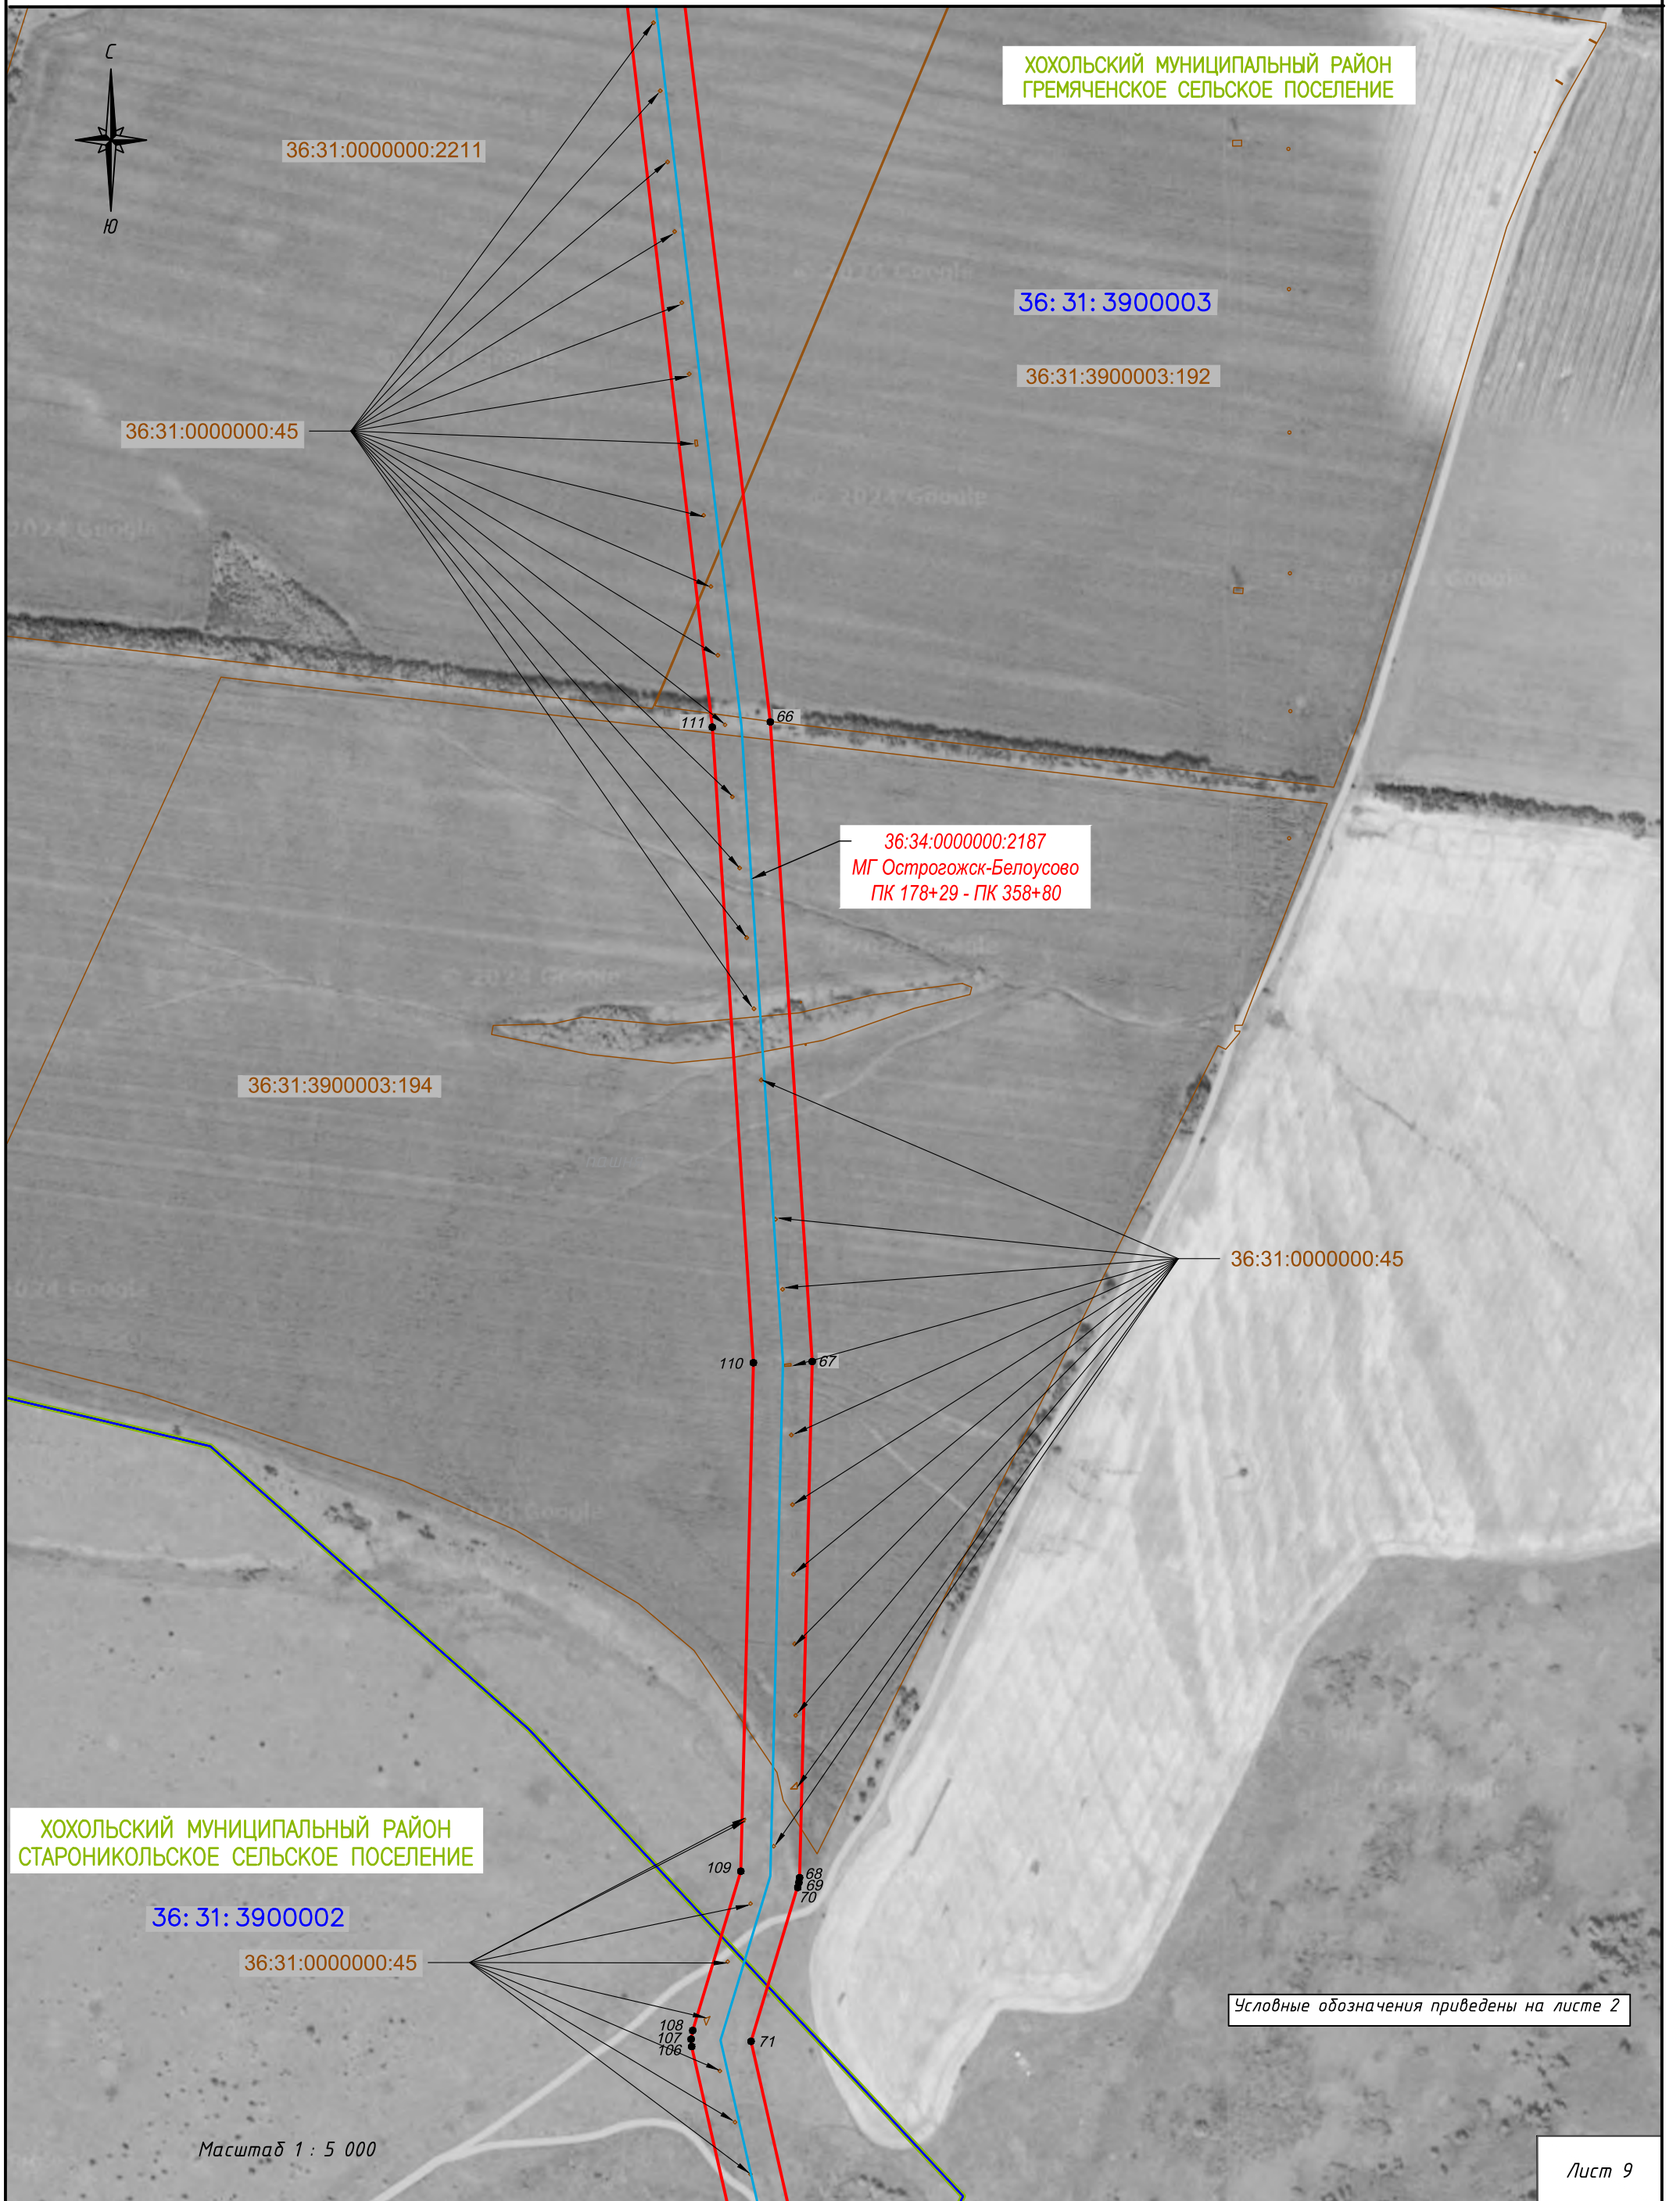 С
Ю
ХОХОЛЬСКИЙ МУНИЦИПАЛЬНЫЙ РАЙОН
ГРЕМЯЧЕНСКОЕ СЕЛЬСКОЕ ПОСЕЛЕНИЕ
36:31:0000000:2211
36: 31: 3900003
36:31:3900003:192
36:31:0000000:45
© 2024 Google
2024 Google
111
66
36:34:0000000:2187
МГ Острогожск-Белоусово
ПК 178+29 - ПК 358+80
36:31:3900003:194
36:31:0000000:45
110
67
ХОХОЛЬСКИЙ МУНИЦИПАЛЬНЫЙ РАЙОН
СТАРОНИКОЛЬСКОЕ СЕЛЬСКОЕ ПОСЕЛЕНИЕ
109
68
69
70
36: 31: 3900002
36:31:0000000:45
108
107
106
71
Условные обозначения приведены на листе 2
Масштаб 1 : 5 000
Лист 9